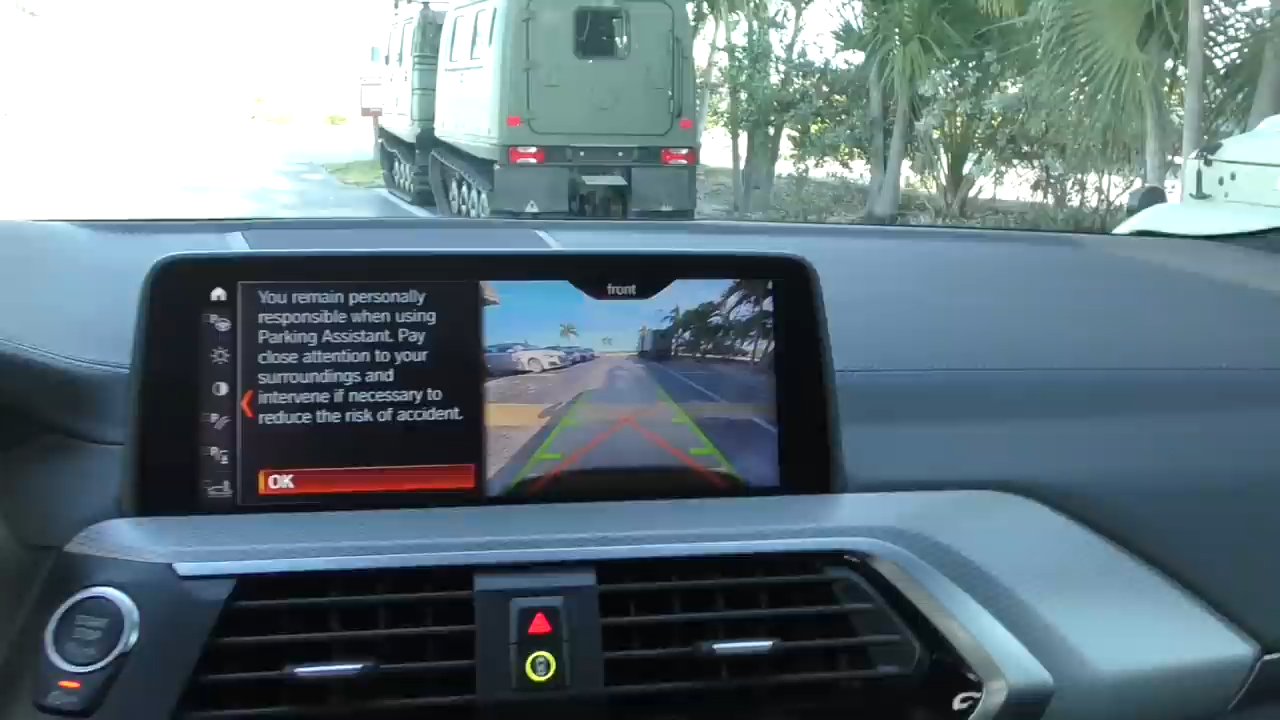 front
You remain personally
responsible when using
Parking Assistant. Pay
close attention to your
surroundings and
intervene if necessary to
reduce the risk of accident.
OK